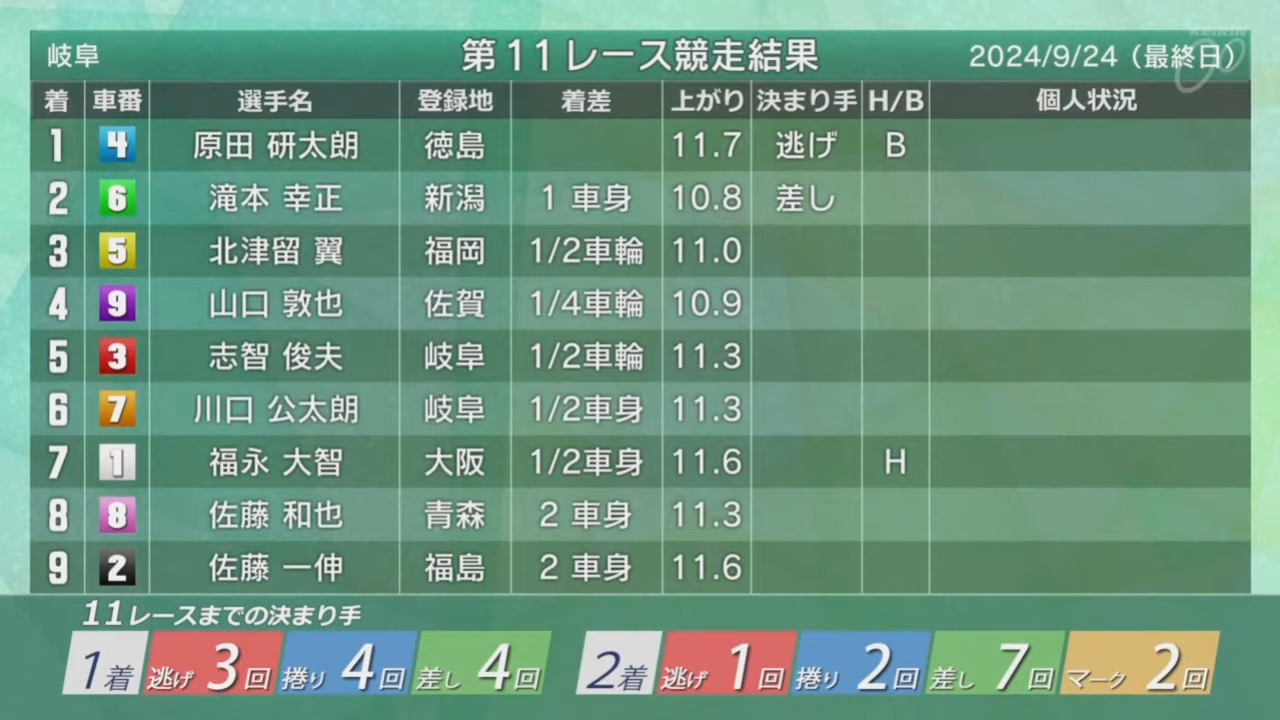 KEIRIN
岐阜 第11レース競走結果 2024/9/24（最終日）
着 車番 選手名 登録地 着差 上がり 決まり手 H/B 個人状況
1 4 原田 研太朗 徳島 11.7 逃げ B
2 6 滝本 幸正 新潟 1 車身 10.8 差し
3 5 北津留 翼 福岡 1/2車輪 11.0
4 9 山口 敦也 佐賀 1/4車輪 10.9
5 3 志智 俊夫 岐阜 1/2車輪 11.3
6 7 川口 公太朗 岐阜 1/2車身 11.3
7 1 福永 大智 大阪 1/2車身 11.6 H
8 8 佐藤 和也 青森 2 車身 11.3
9 2 佐藤 一伸 福島 2 車身 11.6
11レースまでの決まり手
1着 逃げ 3回 捲り 4回 差し 4回 2着 逃げ 1回 捲り 2回 差し 7回 マーク 2回